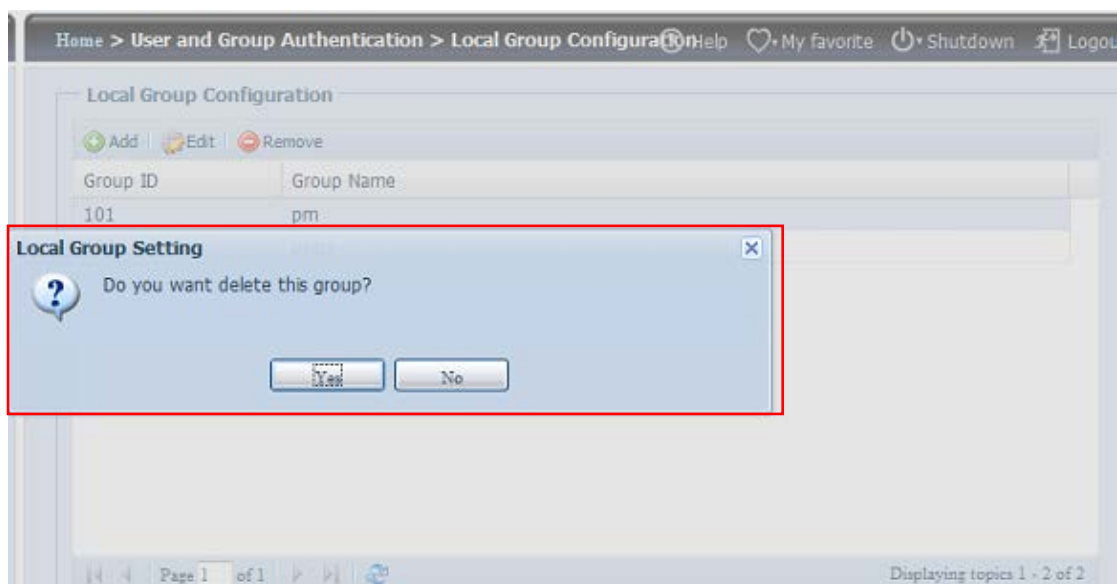 Home > User and Group Authentication > Local Group Configuration Help My favorite Shutdown Logou
Local Group Configuration
Add Edit Remove
Group ID Group Name
101 pm
Local Group Setting
Do you want delete this group?
Yes No
Page 1 of 1 Displaying topics 1 - 2 of 2